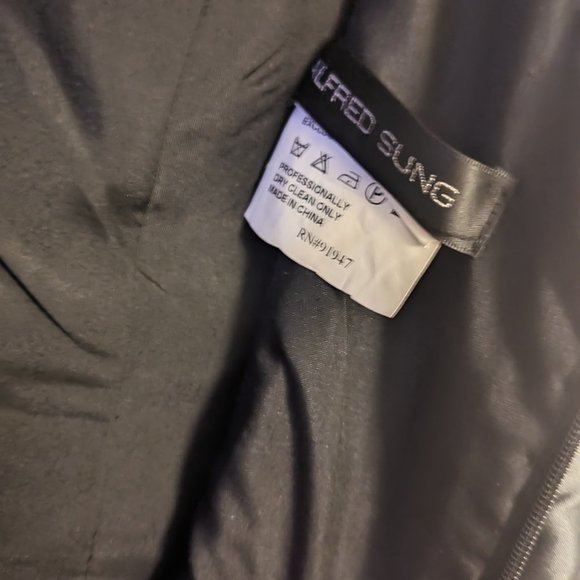 ALFRED SUNG
PROFESSIONALLY
DRY CLEAN ONLY
MADE IN CHINA
RN#91947